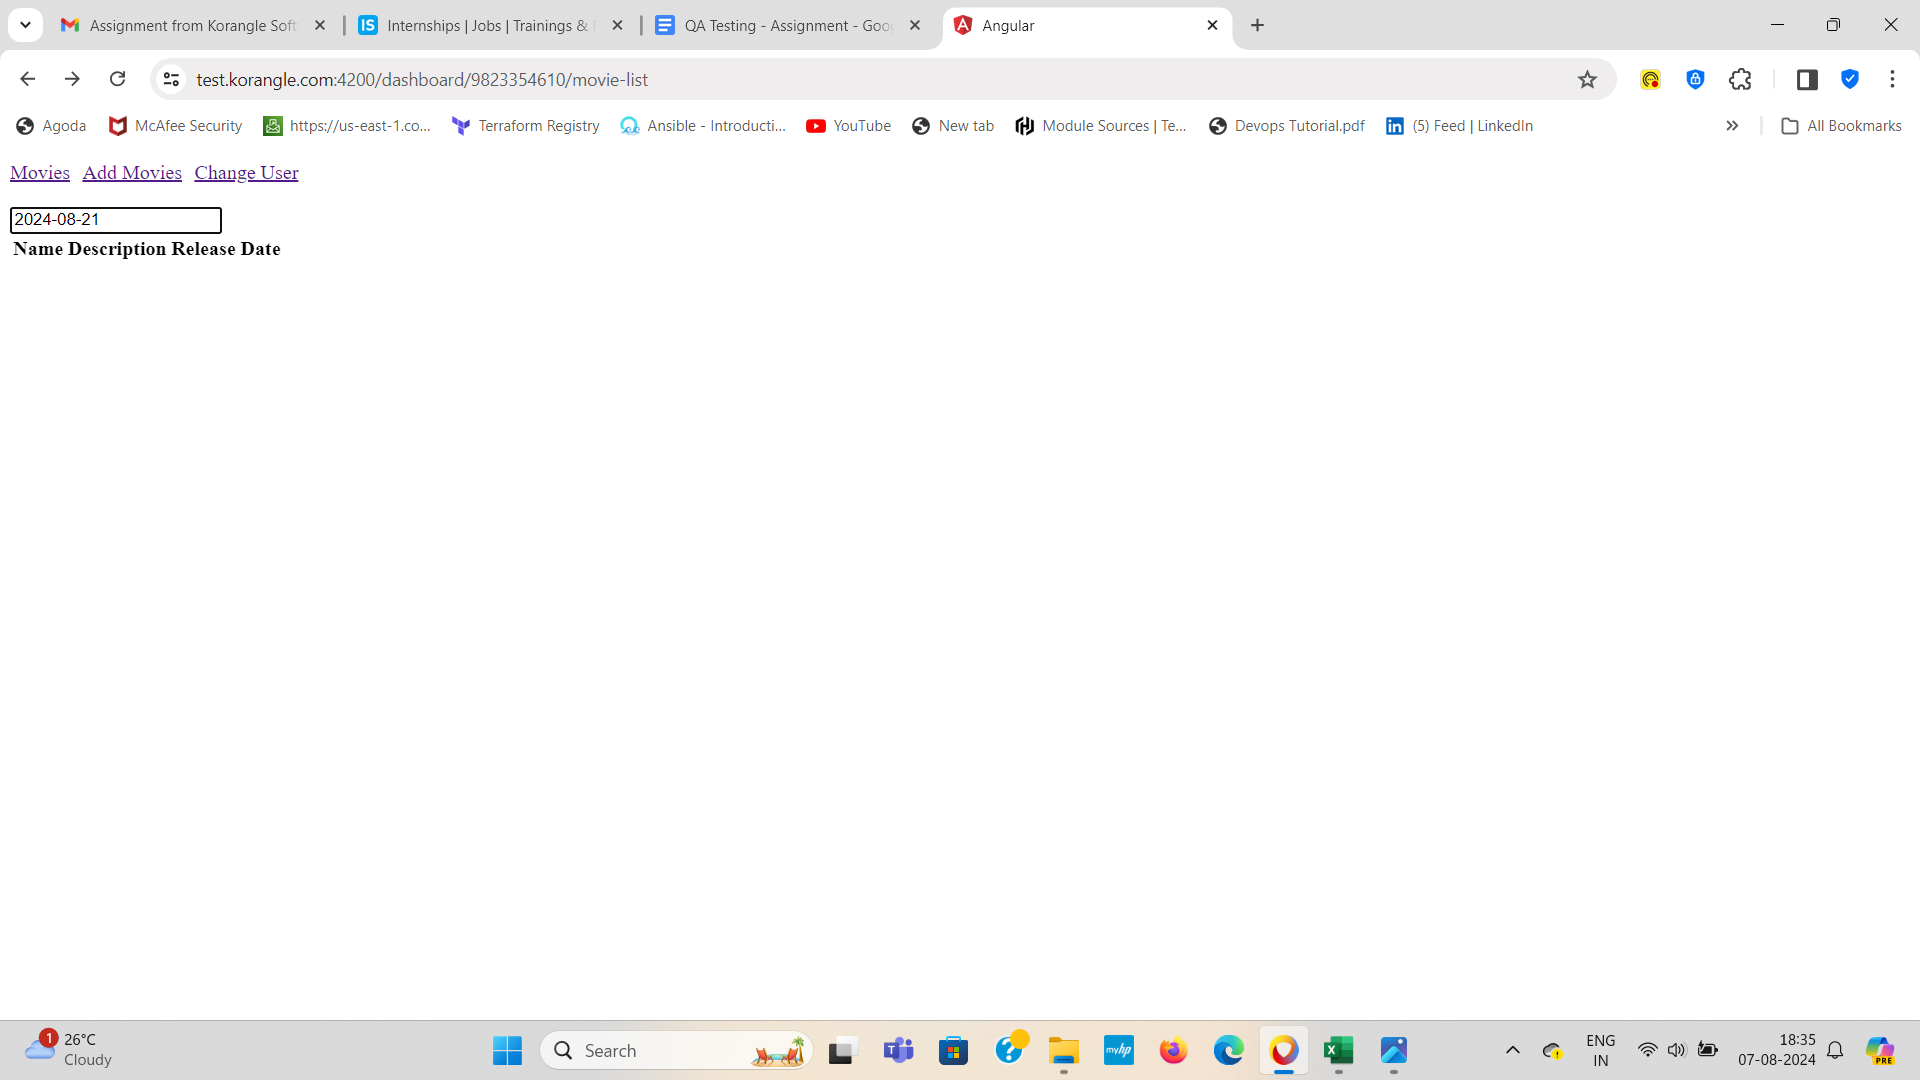 Assignment from Korangle Soft
Internships | Jobs | Trainings &
QA Testing - Assignment - Goo
Angular
test.korangle.com:4200/dashboard/9823354610/movie-list
Agoda
McAfee Security
https://us-east-1.co...
Terraform Registry
Ansible - Introducti...
YouTube
New tab
Module Sources | Te...
Devops Tutorial.pdf
(5) Feed | LinkedIn
All Bookmarks
Movies Add Movies Change User
2024-08-21
Name Description Release Date
1
26°C
Cloudy
Search
myhp
ENG
IN
18:35
07-08-2024
PRE